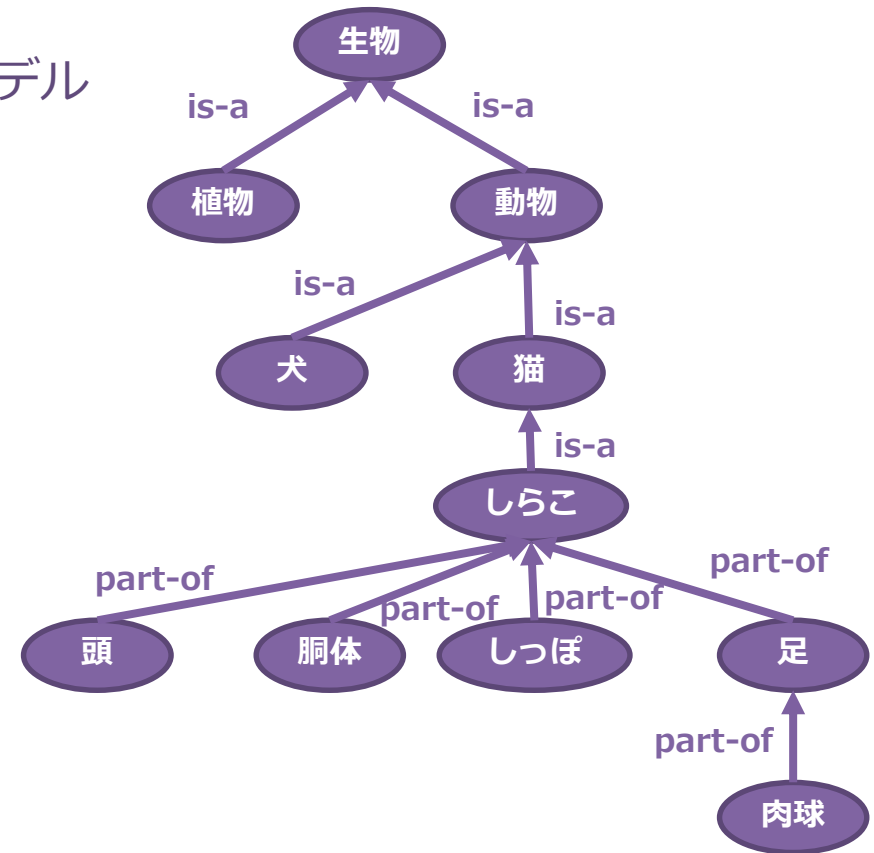 生物
デル
is-a
is-a
植物
動物
is-a
is-a
犬
猫
is-a
しらこ
part-of
part-of
part-of
part-of
頭
胴体
しっぽ
足
part-of
肉球